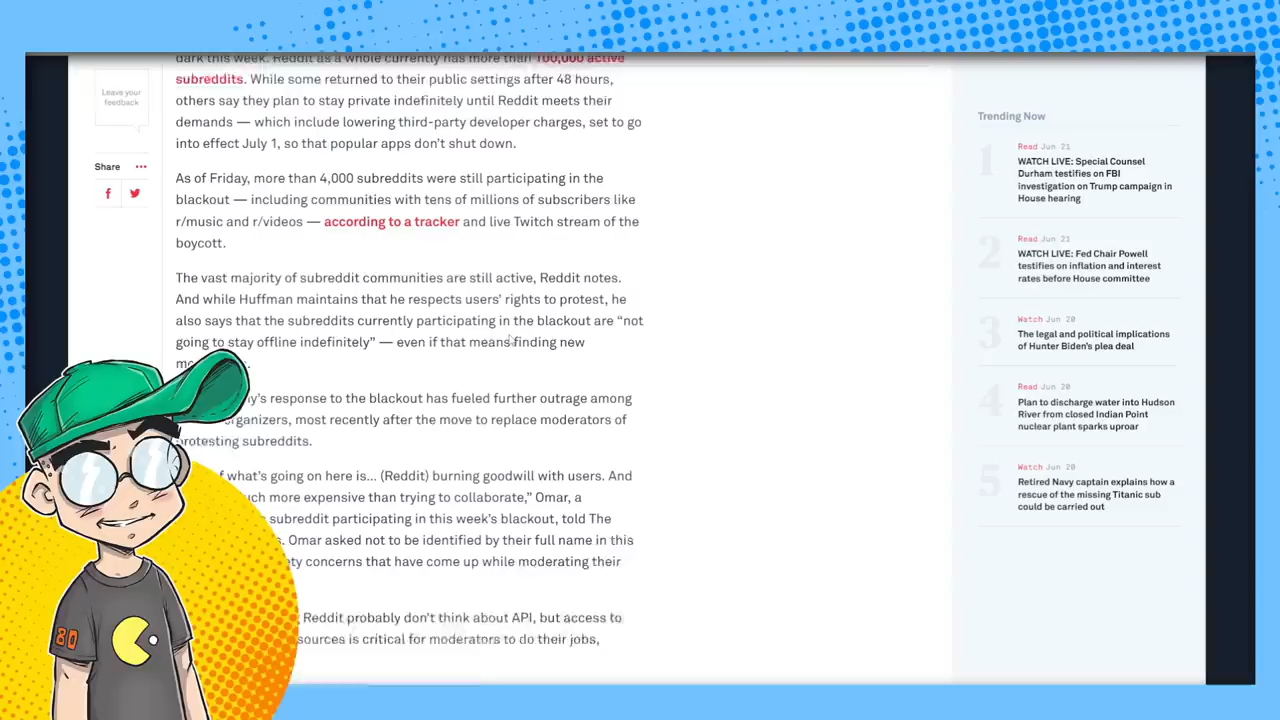 dark this week. Reddit as a whole currently has more than 100,000 active
subreddits. While some returned to their public settings after 48 hours,
others say they plan to stay private indefinitely until Reddit meets their
demands — which include lowering third-party developer charges, set to go
into effect July 1, so that popular apps don't shut down.
As of Friday, more than 4,000 subreddits were still participating in the
blackout — including communities with tens of millions of subscribers like
r/music and r/videos — according to a tracker and live Twitch stream of the
boycott.
The vast majority of subreddit communities are still active, Reddit notes.
And while Huffman maintains that he respects users' rights to protest, he
also says that the subreddits currently participating in the blackout are “not
going to stay offline indefinitely” — even if that means finding new
y's response to the blackout has fueled further outrage among
organizers, most recently after the move to replace moderators of
protesting subreddits.
f what's going on here is... (Reddit) burning goodwill with users. And
uch more expensive than trying to collaborate,” Omar, a
subreddit participating in this week's blackout, told The
. Omar asked not to be identified by their full name in this
ety concerns that have come up while moderating their
Reddit probably don't think about API, but access to
sources is critical for moderators to do their jobs,
Leave your
feedback
Share •••
Trending Now
1
Read Jun 21
WATCH LIVE: Special Counsel
Durham testifies on FBI
investigation on Trump campaign in
House hearing
2
Read Jun 21
WATCH LIVE: Fed Chair Powell
testifies on inflation and interest
rates before House committee
3
Watch Jun 20
The legal and political implications
of Hunter Biden's plea deal
4
Read Jun 20
Plan to discharge water into Hudson
River from closed Indian Point
nuclear plant sparks uproar
5
Watch Jun 20
Retired Navy captain explains how a
rescue of the missing Titanic sub
could be carried out
80